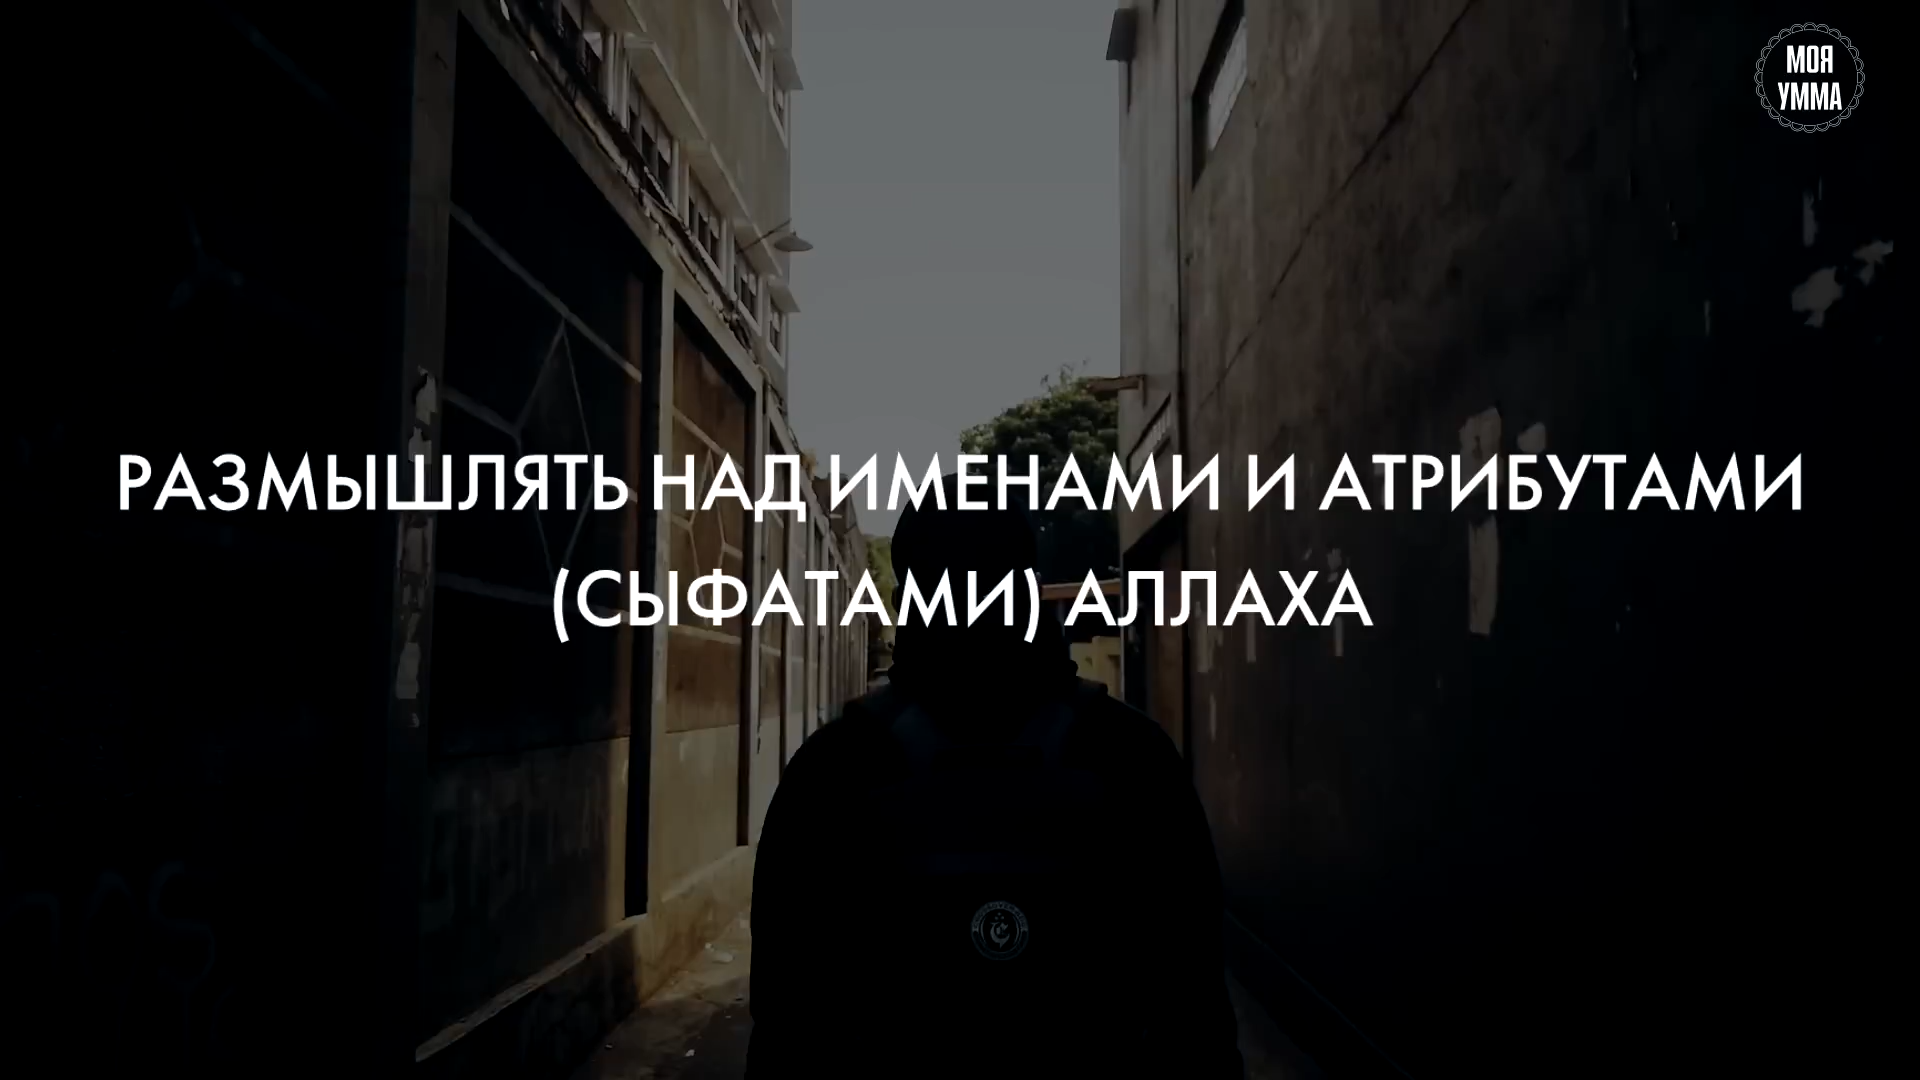 МОЯ
УММА
РАЗМЫШЛЯТЬ НАД ИМЕНАМИ И АТРИБУТАМИ
(СЫФАТАМИ) АЛЛАХА